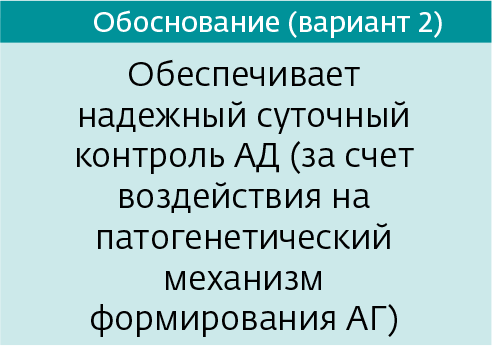 Обоснование (вариант 2)
Обеспечивает
надежный суточный
контроль АД (за счет
воздействия на
патогенетический
механизм
формирования АГ)